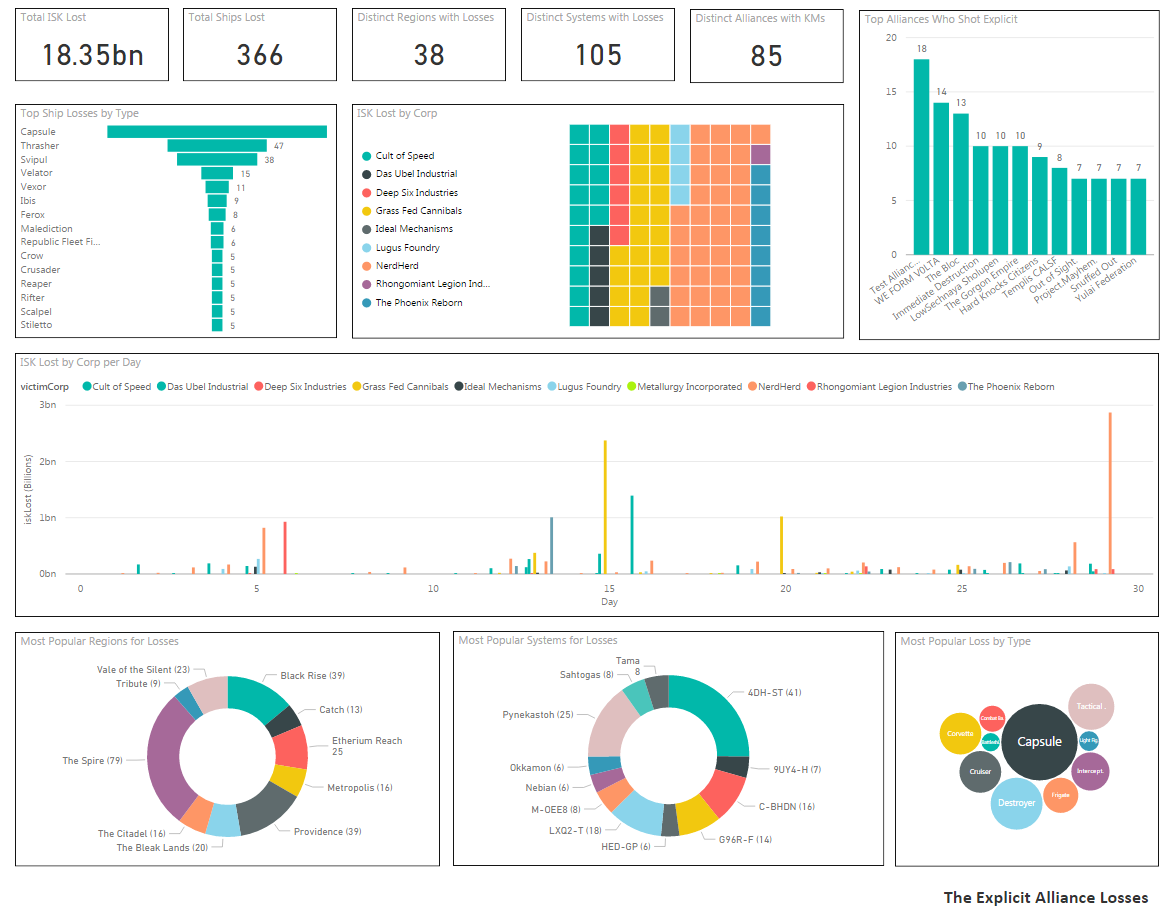 Total ISK Lost
18.35bn
Total Ships Lost
366
Distinct Regions with Losses
38
Distinct Systems with Losses
105
Distinct Alliances with KMs
85
Top Alliances Who Shot Explicit
20
15
10
5
0
18
14
13
10
10
10
9
8
7
7
7
7
Test Allianc...
WE FORM V0LTA
The Bloc
Immediate Destruction
LowSechnaya Sholupen
The Gorgon Empire
Hard Knocks Citizens
Templis CALSF
Out of Sight.
Project.Mayhem.
Snuffed Out
Yulai Federation
Top Ship Losses by Type
Capsule
Thrasher 47
Svipul 38
Velator 15
Vexor 11
Ibis 9
Ferox 8
Malediction 6
Republic Fleet Fi... 6
Crow 5
Crusader 5
Reaper 5
Rifter 5
Scalpel 5
Stiletto 5
ISK Lost by Corp
Cult of Speed
Das Ubel Industrial
Deep Six Industries
Grass Fed Cannibals
Ideal Mechanisms
Lugus Foundry
NerdHerd
Rhongomiant Legion Ind...
The Phoenix Reborn
ISK Lost by Corp per Day
victimCorp Cult of Speed Das Ubel Industrial Deep Six Industries Grass Fed Cannibals Ideal Mechanisms Lugus Foundry Metallurgy Incorporated NerdHerd Rhongomiant Legion Industries The Phoenix Reborn
3bn
2bn
1bn
0bn
iskLost (Billions)
0 5 10 15 20 25 30
Day
Most Popular Regions for Losses
Vale of the Silent (23)
Tribute (9)
The Spire (79)
The Citadel (16)
The Bleak Lands (20)
Black Rise (39)
Catch (13)
Etherium Reach
25
Metropolis (16)
Providence (39)
Most Popular Systems for Losses
Tama
8
Sahtogas (8)
Pynekastoh (25)
Okkamon (6)
Nebian (6)
M-OEE8 (8)
LXQ2-T (18)
HED-GP (6)
4DH-ST (41)
9UY4-H (7)
C-BHDN (16)
G96R-F (14)
Most Popular Loss by Type
Tactical .
Combat Ba.
Corvette
Capsule
Light Fig.
Cruiser
Intercept.
Destroyer
Frigate
The Explicit Alliance Losses